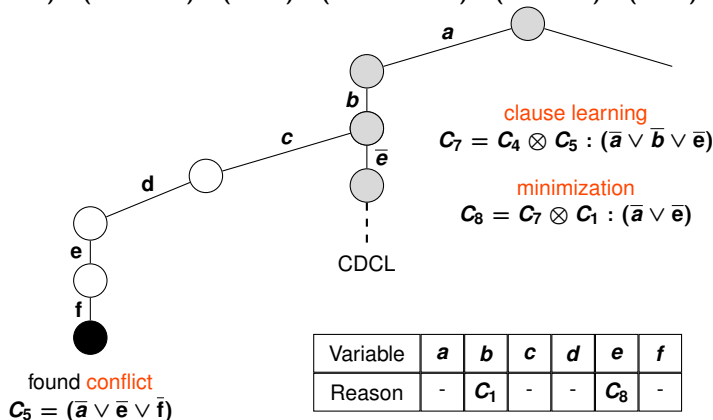 a
b
clause learning
c
C₇ = C₄ ⊗ C₅ : (a̅ ∨ b̅ ∨ e̅)
e̅
d
minimization
C₈ = C₇ ⊗ C₁ : (a̅ ∨ e̅)
e
CDCL
f
Variable a b c d e f
found conflict
Reason - C₁ - - C₈ -
C₅ = (a̅ ∨ e̅ ∨ f̅)